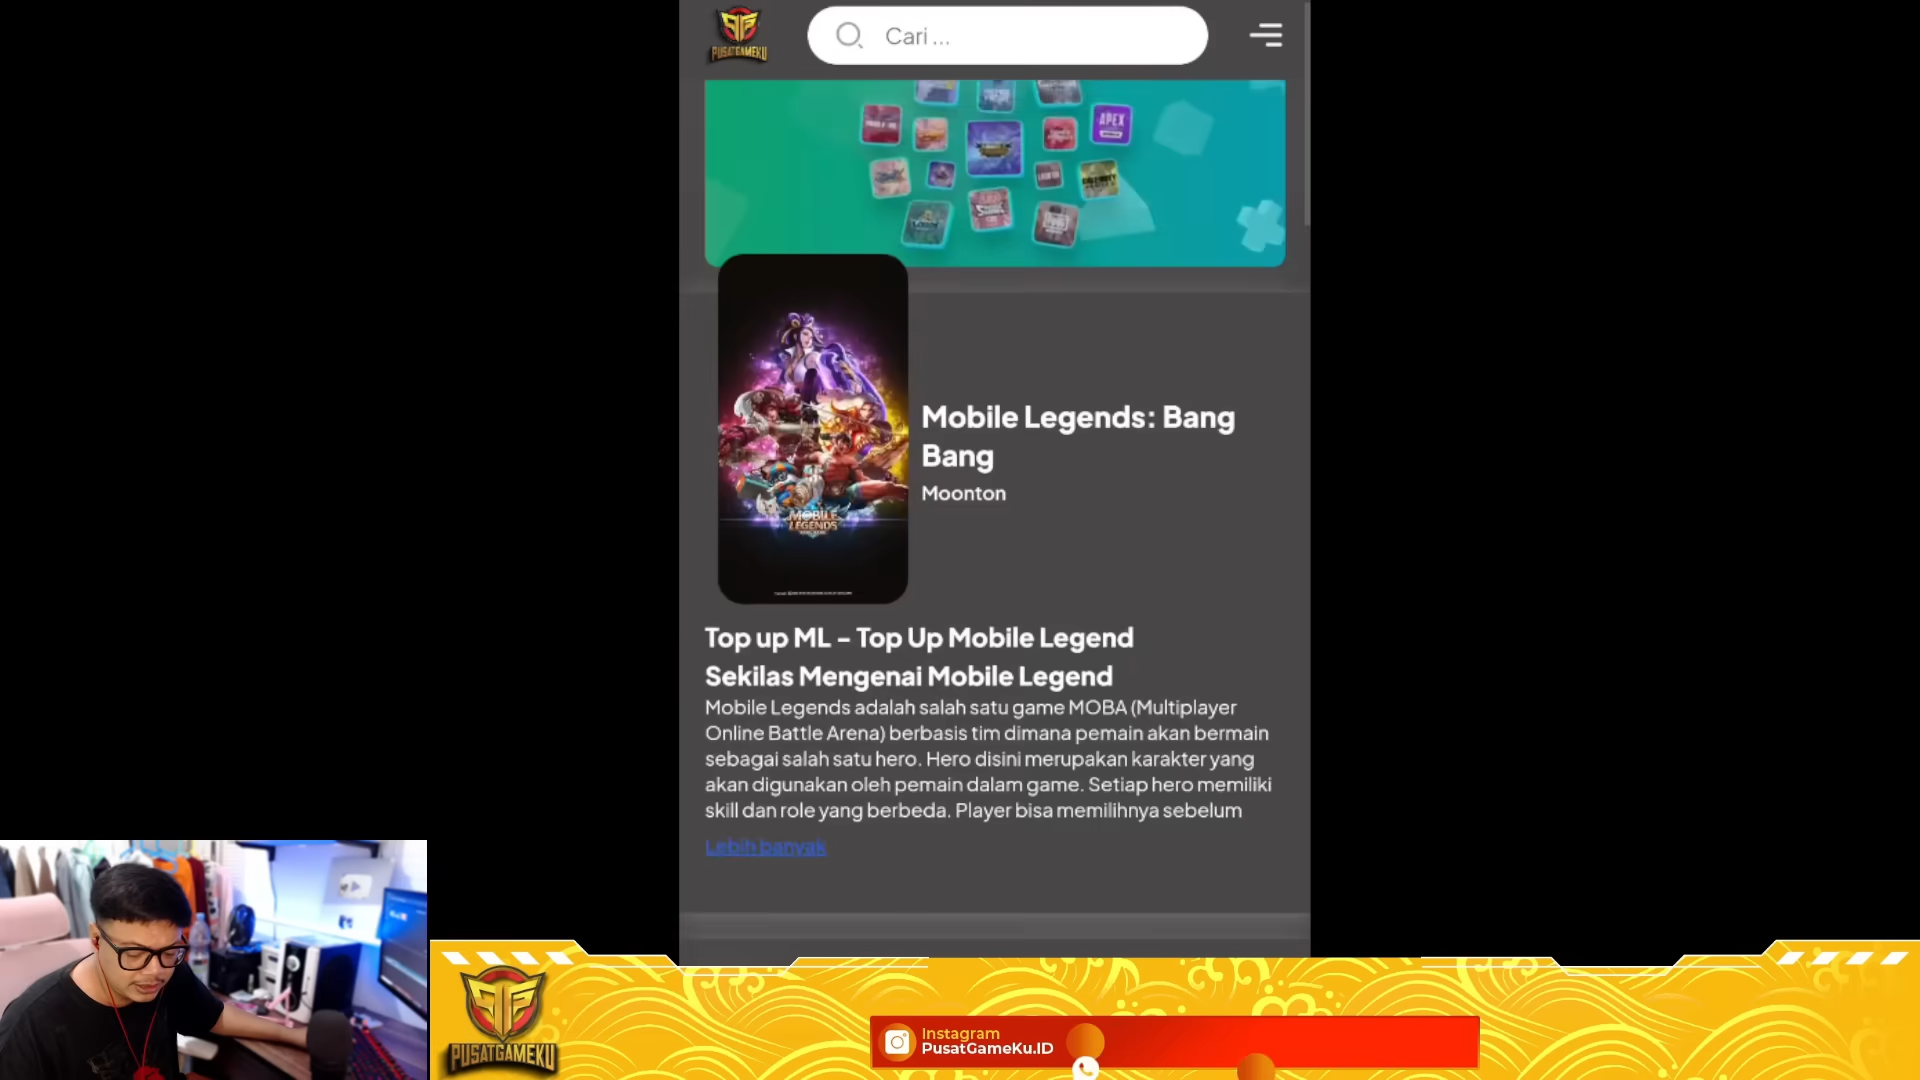 PUSATGAMEKU
Cari ...
APEX
Mobile Legends: Bang
Bang
Moonton
MOBILE
LEGENDS
Top up ML – Top Up Mobile Legend
Sekilas Mengenai Mobile Legend
Mobile Legends adalah salah satu game MOBA (Multiplayer
Online Battle Arena) berbasis tim dimana pemain akan bermain
sebagai salah satu hero. Hero disini merupakan karakter yang
akan digunakan oleh pemain dalam game. Setiap hero memiliki
skill dan role yang berbeda. Player bisa memilihnya sebelum
Lebih banyak
PUSATGAMEKU
Instagram
PusatGameKu.ID